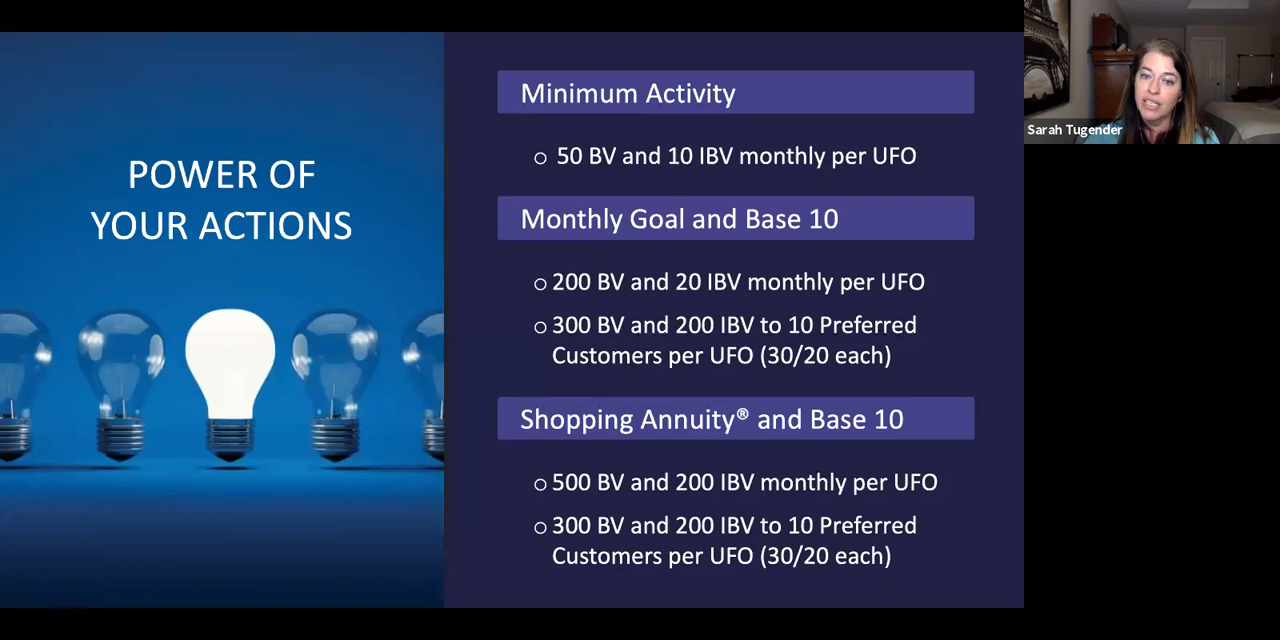 POWER OF
YOUR ACTIONS
Minimum Activity
50 BV and 10 IBV monthly per UFO
Monthly Goal and Base 10
200 BV and 20 IBV monthly per UFO
300 BV and 200 IBV to 10 Preferred
Customers per UFO (30/20 each)
Shopping Annuity® and Base 10
500 BV and 200 IBV monthly per UFO
300 BV and 200 IBV to 10 Preferred
Customers per UFO (30/20 each)
Sarah Tugender